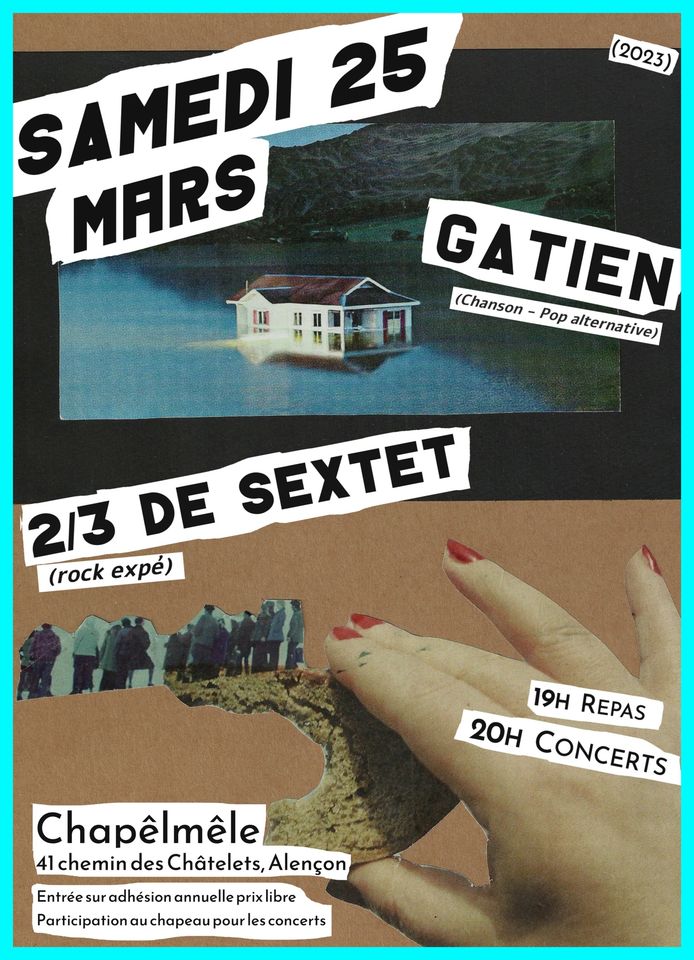 (2023)
SAMEDI 25
MARS
GATIEN
(Chanson - Pop alternative)
2/3 DE SEXTET
(rock expé)
19H REPAS
20H CONCERTS
Chapêlmêle
41 chemin des Châtelets, Alençon
Entrée sur adhésion annuelle prix libre
Participation au chapeau pour les concerts